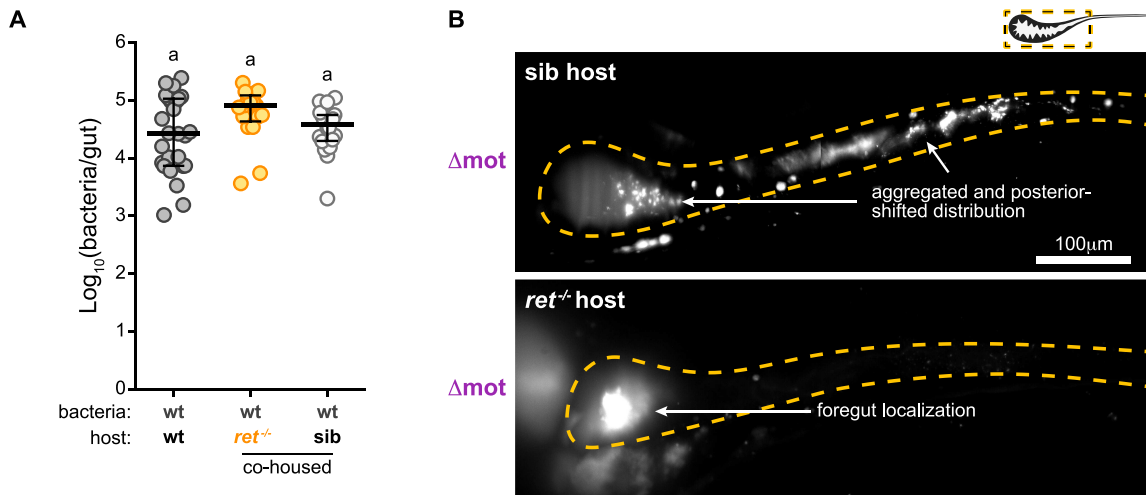 A
Log10(bacteria/gut)
6
5
4
3
2
1
0
a
a
a
bacteria: wt wt wt
host: wt ret-/- sib
co-housed
B
sib host
Δmot
aggregated and posterior-
shifted distribution
100μm
ret-/- host
Δmot
foregut localization